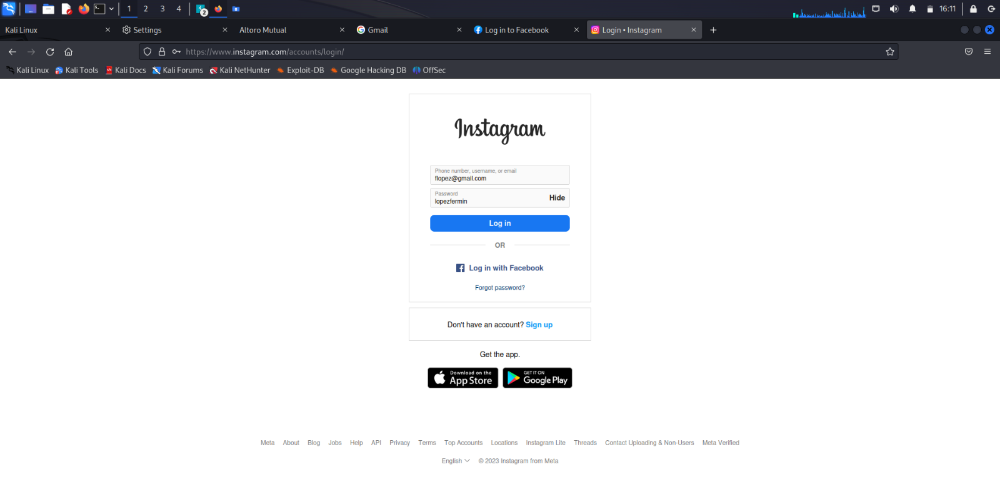 1 2 3 4 2 16:11
Kali Linux Settings Altoro Mutual Gmail Log in to Facebook Login • Instagram
https://www.instagram.com/accounts/login/
Kali Linux Kali Tools Kali Docs Kali Forums Kali NetHunter Exploit-DB Google Hacking DB OffSec
Instagram
Phone number, username, or email
flopez@gmail.com
Password
lopezfermin Hide
Log in
OR
Log in with Facebook
Forgot password?
Don't have an account? Sign up
Get the app.
Download on the
App Store
GET IT ON
Google Play
Meta About Blog Jobs Help API Privacy Terms Top Accounts Locations Instagram Lite Threads Contact Uploading & Non-Users Meta Verified
English © 2023 Instagram from Meta